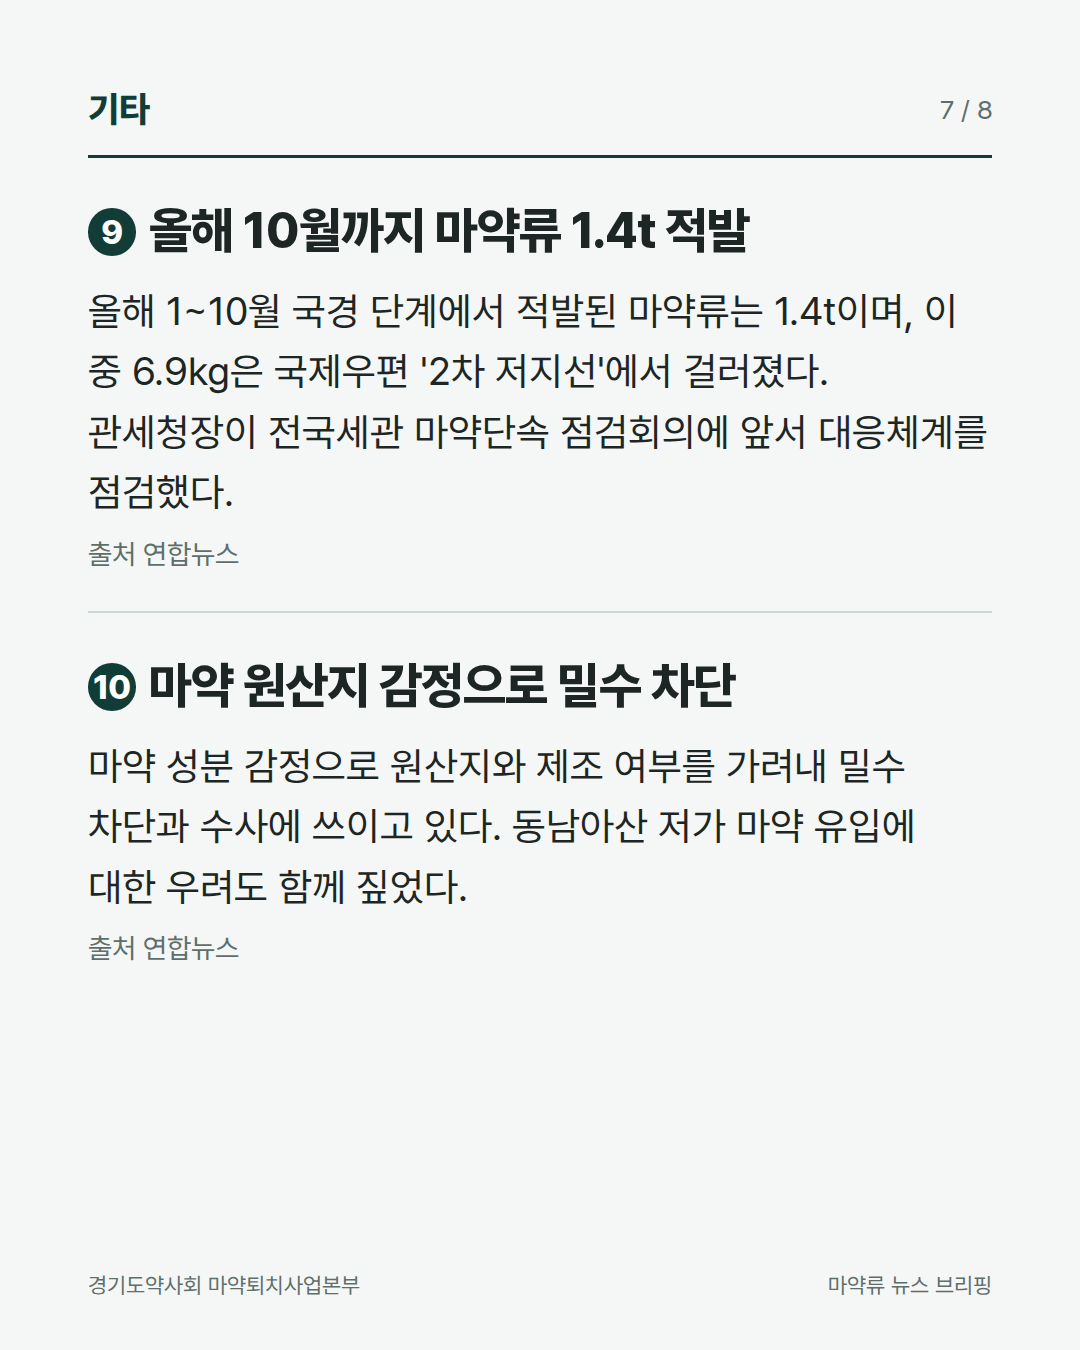 기타
7 / 8
9 올해 10월까지 마약류 1.4t 적발
올해 1~10월 국경 단계에서 적발된 마약류는 1.4t이며, 이
중 6.9kg은 국제우편 '2차 저지선'에서 걸러졌다.
관세청장이 전국세관 마약단속 점검회의에 앞서 대응체계를
점검했다.
출처 연합뉴스
10 마약 원산지 감정으로 밀수 차단
마약 성분 감정으로 원산지와 제조 여부를 가려내 밀수
차단과 수사에 쓰이고 있다. 동남아산 저가 마약 유입에
대한 우려도 함께 짚었다.
출처 연합뉴스
경기도약사회 마약퇴치사업본부
마약류 뉴스 브리핑